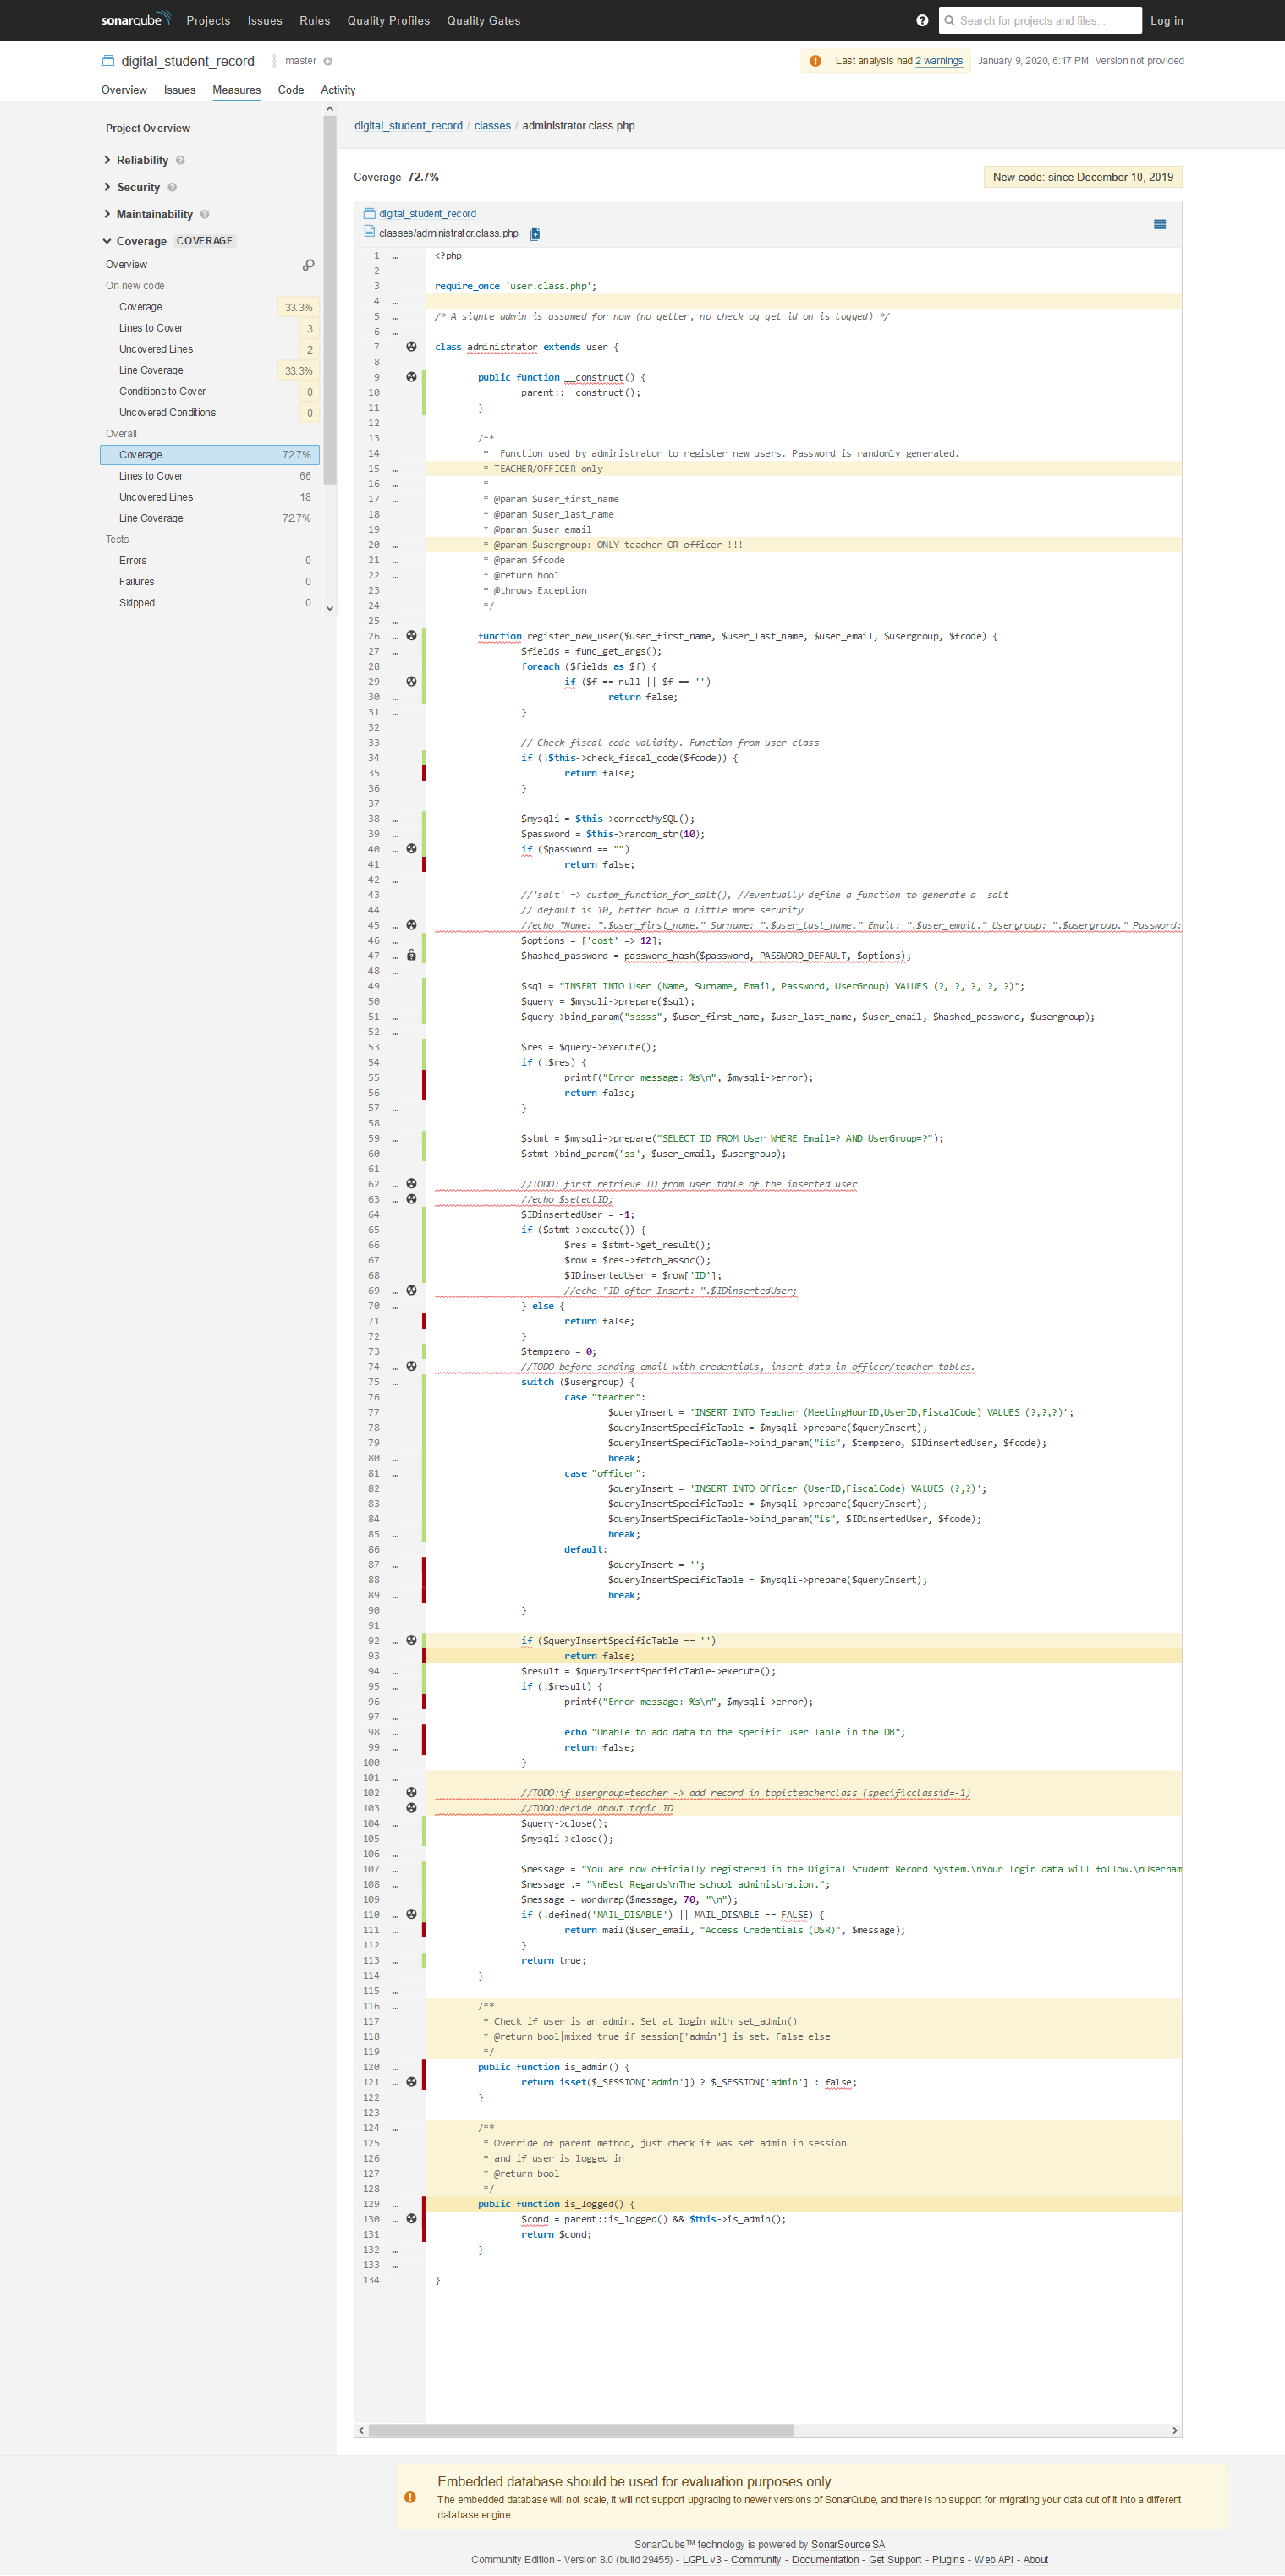 sonarqube Projects Issues Rules Quality Profiles Quality Gates ? Search for projects and files... Log in
digital_student_record master Last analysis had 2 warnings January 9, 2020, 6:17 PM Version not provided
Overview Issues Measures Code Activity
Project Overview
Reliability ?
Security ?
Maintainability ?
Coverage COVERAGE
Overview
On new code
Coverage 33.3%
Lines to Cover 3
Uncovered Lines 2
Line Coverage 33.3%
Conditions to Cover 0
Uncovered Conditions 0
Overall
Coverage 72.7%
Lines to Cover 66
Uncovered Lines 18
Line Coverage 72.7%
Tests
Errors 0
Failures 0
Skipped 0
digital_student_record / classes / administrator.class.php
Coverage 72.7% New code: since December 10, 2019
digital_student_record
classes/administrator.class.php
1 … <?php
2
3 require_once 'user.class.php';
4 …
5 … /* A signle admin is assumed for now (no getter, no check og get_id on is_logged) */
6 …
7 class administrator extends user {
8
9 public function __construct() {
10 parent::__construct();
11 }
12
13 /**
14 * Function used by administrator to register new users. Password is randomly generated.
15 … * TEACHER/OFFICER only
16 … *
17 … * @param $user_first_name
18 * @param $user_last_name
19 * @param $user_email
20 … * @param $usergroup: ONLY teacher OR officer !!!
21 … * @param $fcode
22 … * @return bool
23 * @throws Exception
24 */
25 …
26 … function register_new_user($user_first_name, $user_last_name, $user_email, $usergroup, $fcode) {
27 … $fields = func_get_args();
28 foreach ($fields as $f) {
29 if ($f == null || $f == '')
30 … return false;
31 … }
32
33 // Check fiscal code validity. Function from user class
34 if (!$this->check_fiscal_code($fcode)) {
35 return false;
36 }
37
38 … $mysqli = $this->connectMySQL();
39 … $password = $this->random_str(10);
40 … if ($password == "")
41 return false;
42 …
43 //'salt' => custom_function_for_salt(), //eventually define a function to generate a salt
44 // default is 10, better have a little more security
45 … //echo "Name: ".$user_first_name." Surname: ".$user_last_name." Email: ".$user_email." Usergroup: ".$usergroup." Password:
46 … $options = ['cost' => 12];
47 … $hashed_password = password_hash($password, PASSWORD_DEFAULT, $options);
48 …
49 $sql = "INSERT INTO User (Name, Surname, Email, Password, UserGroup) VALUES (?, ?, ?, ?, ?)";
50 $query = $mysqli->prepare($sql);
51 … $query->bind_param("sssss", $user_first_name, $user_last_name, $user_email, $hashed_password, $usergroup);
52 …
53 $res = $query->execute();
54 if (!$res) {
55 printf("Error message: %s\n", $mysqli->error);
56 return false;
57 … }
58
59 … $stmt = $mysqli->prepare("SELECT ID FROM User WHERE Email=? AND UserGroup=?");
60 $stmt->bind_param('ss', $user_email, $usergroup);
61
62 … //TODO: first retrieve ID from user table of the inserted user
63 … //echo $selectID;
64 $IDinsertedUser = -1;
65 if ($stmt->execute()) {
66 $res = $stmt->get_result();
67 $row = $res->fetch_assoc();
68 $IDinsertedUser = $row['ID'];
69 … //echo "ID after Insert: ".$IDinsertedUser;
70 … } else {
71 return false;
72 }
73 $tempzero = 0;
74 … //TODO before sending email with credentials, insert data in officer/teacher tables.
75 … switch ($usergroup) {
76 case "teacher":
77 $queryInsert = 'INSERT INTO Teacher (MeetingHourID,UserID,FiscalCode) VALUES (?,?,?)';
78 $queryInsertSpecificTable = $mysqli->prepare($queryInsert);
79 $queryInsertSpecificTable->bind_param("iis", $tempzero, $IDinsertedUser, $fcode);
80 … break;
81 … case "officer":
82 $queryInsert = 'INSERT INTO Officer (UserID,FiscalCode) VALUES (?,?)';
83 $queryInsertSpecificTable = $mysqli->prepare($queryInsert);
84 $queryInsertSpecificTable->bind_param("is", $IDinsertedUser, $fcode);
85 … break;
86 default:
87 … $queryInsert = '';
88 $queryInsertSpecificTable = $mysqli->prepare($queryInsert);
89 … break;
90 }
91
92 … if ($queryInsertSpecificTable == '')
93 return false;
94 … $result = $queryInsertSpecificTable->execute();
95 … if (!$result) {
96 printf("Error message: %s\n", $mysqli->error);
97 …
98 … echo "Unable to add data to the specific user Table in the DB";
99 … return false;
100 }
101 …
102 //TODO:if usergroup=teacher -> add record in topicteacherclass (specificclassid=-1)
103 //TODO:decide about topic ID
104 … $query->close();
105 $mysqli->close();
106 …
107 … $message = "You are now officially registered in the Digital Student Record System.\nYour login data will follow.\nUsernam
108 … $message .= "\nBest Regards\nThe school administration.";
109 $message = wordwrap($message, 70, "\n");
110 … if (!defined('MAIL_DISABLE') || MAIL_DISABLE == FALSE) {
111 … return mail($user_email, "Access Credentials (DSR)", $message);
112 }
113 … return true;
114 }
115 …
116 … /**
117 * Check if user is an admin. Set at login with set_admin()
118 * @return bool|mixed true if session['admin'] is set. False else
119 */
120 … public function is_admin() {
121 … return isset($_SESSION['admin']) ? $_SESSION['admin'] : false;
122 }
123
124 … /**
125 * Override of parent method, just check if was set admin in session
126 * and if user is logged in
127 * @return bool
128 */
129 … public function is_logged() {
130 … $cond = parent::is_logged() && $this->is_admin();
131 return $cond;
132 … }
133 …
134 }
Embedded database should be used for evaluation purposes only
The embedded database will not scale, it will not support upgrading to newer versions of SonarQube, and there is no support for migrating your data out of it into a different
database engine.
SonarQube™ technology is powered by SonarSource SA
Community Edition - Version 8.0 (build 29455) - LGPL v3 - Community - Documentation - Get Support - Plugins - Web API - About